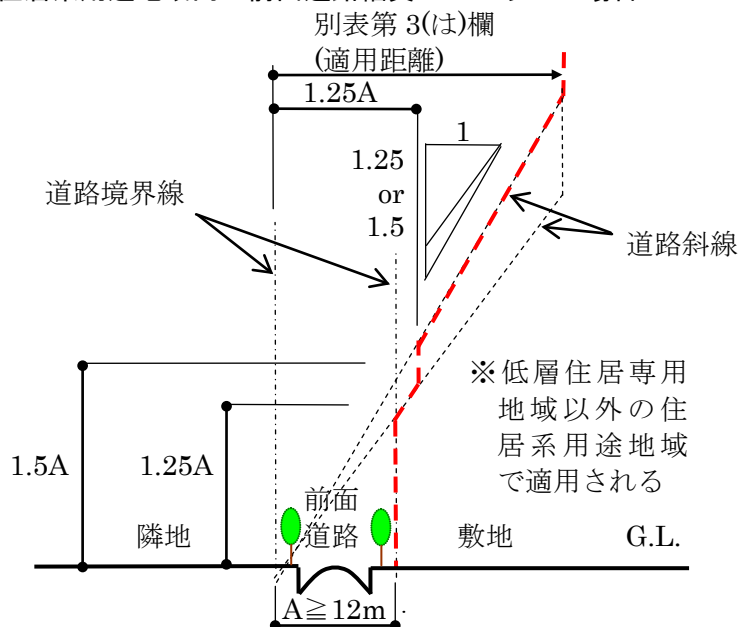 別表第 3(は)欄
(適用距離)
1.25A
1
1.25
or
1.5
道路境界線
道路斜線
※低層住居専用
地域以外の住
居系用途地域
で適用される
1.5A
1.25A
前面
道路
隣地
敷地
G.L.
A≧12m